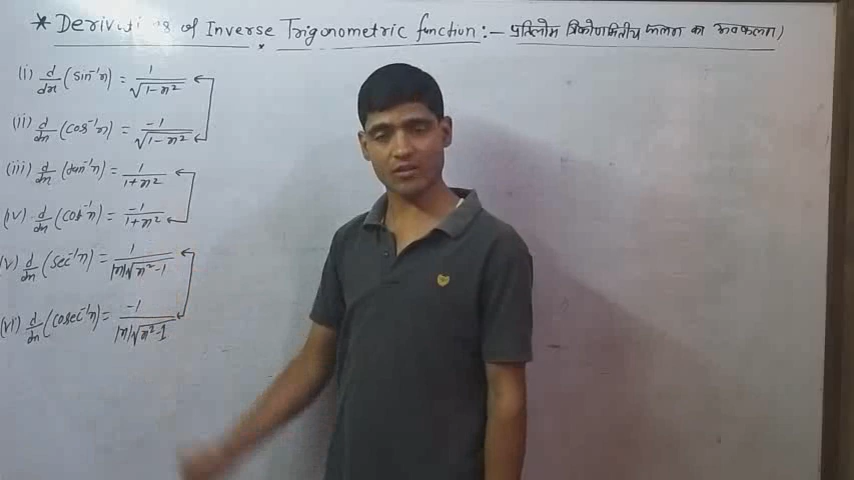 * Derivati s of Inverse Trigonometric function :- प्रतिलोम त्रिकोणमितीय फलन का अवकलन)
(i) d/dx (sin⁻¹x) = 1/√(1-x²)
(ii) d/dx (cos⁻¹x) = -1/√(1-x²)
(iii) d/dx (tan⁻¹x) = 1/(1+x²)
(iv) d/dx (cot⁻¹x) = -1/(1+x²)
(v) d/dx (sec⁻¹x) = 1/(|x|√(x²-1))
(vi) d/dx (cosec⁻¹x) = -1/(|x|√(x²-1))